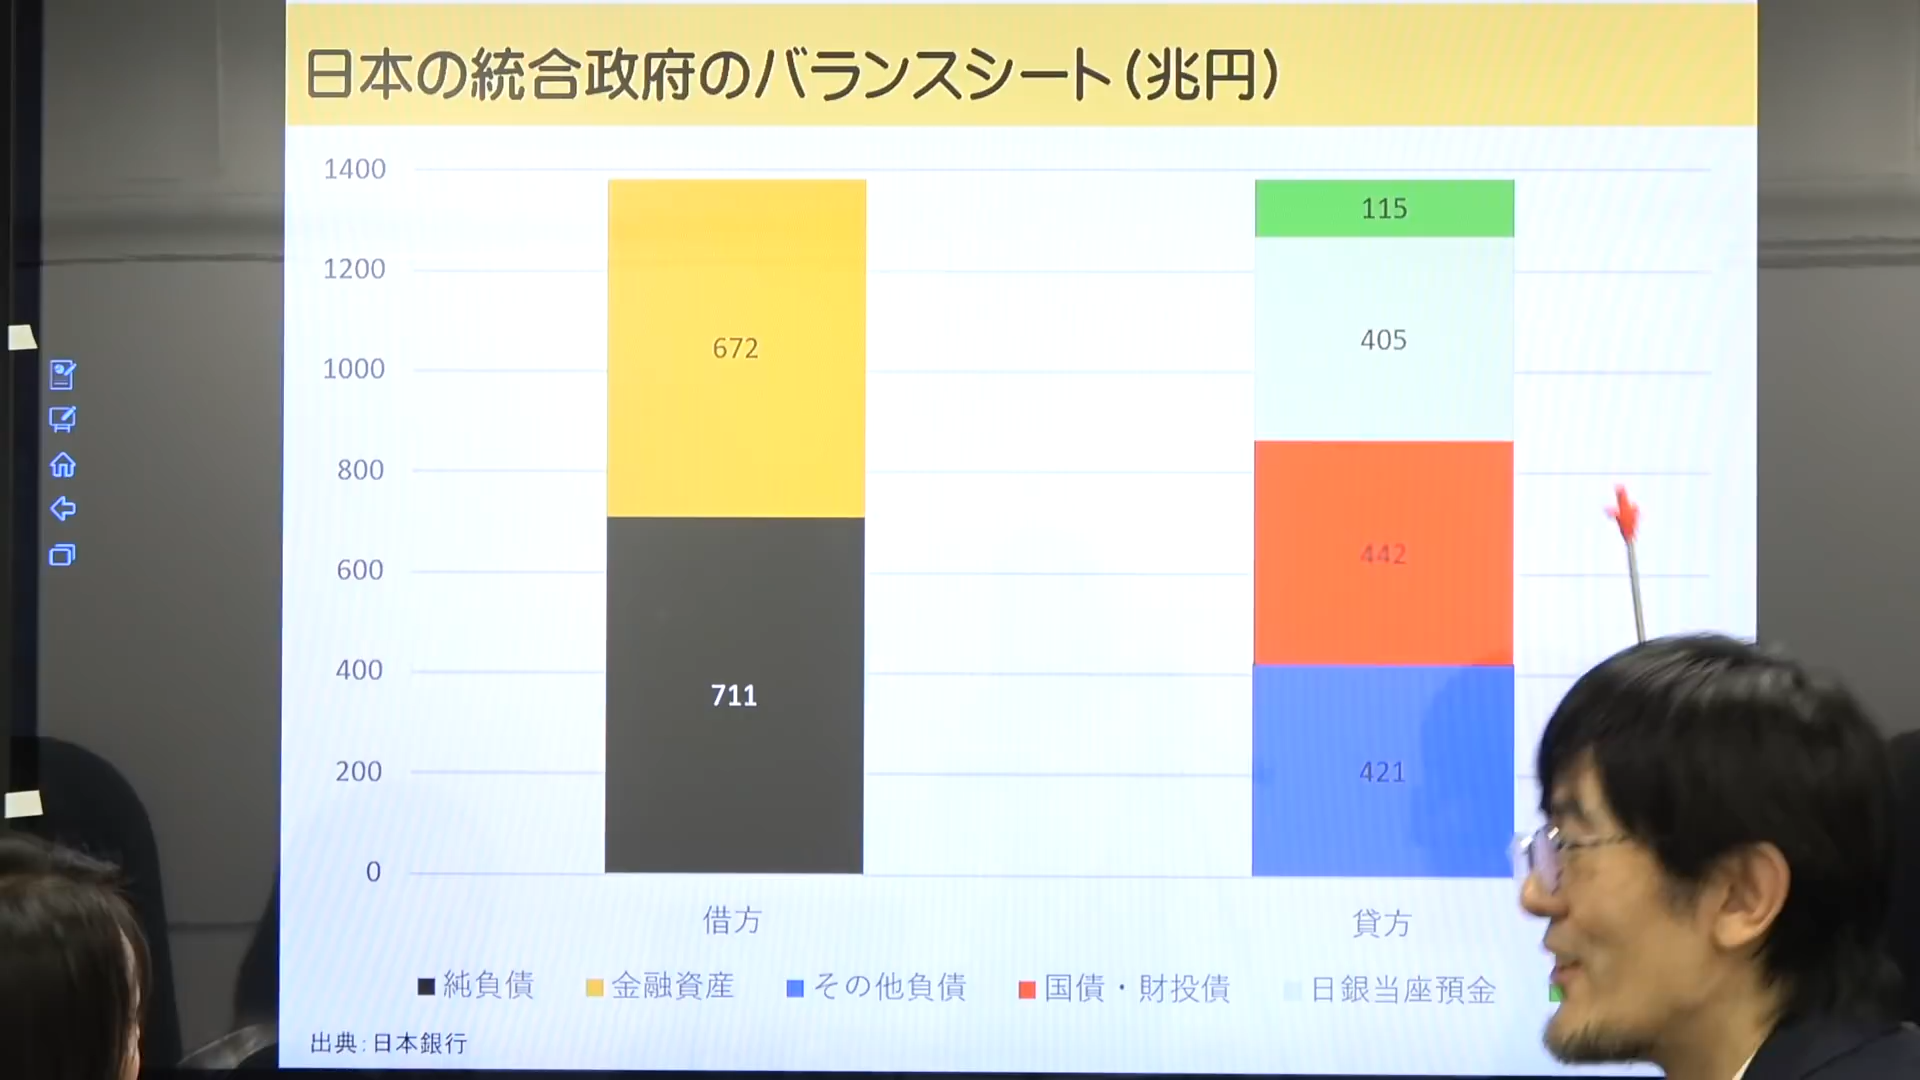 日本の統合政府のバランスシート(兆円)
1400
1200
1000
800
600
400
200
0
672
711
115
405
442
421
借方
貸方
純負債 金融資産 その他負債 国債・財投債 日銀当座預金
出典:日本銀行